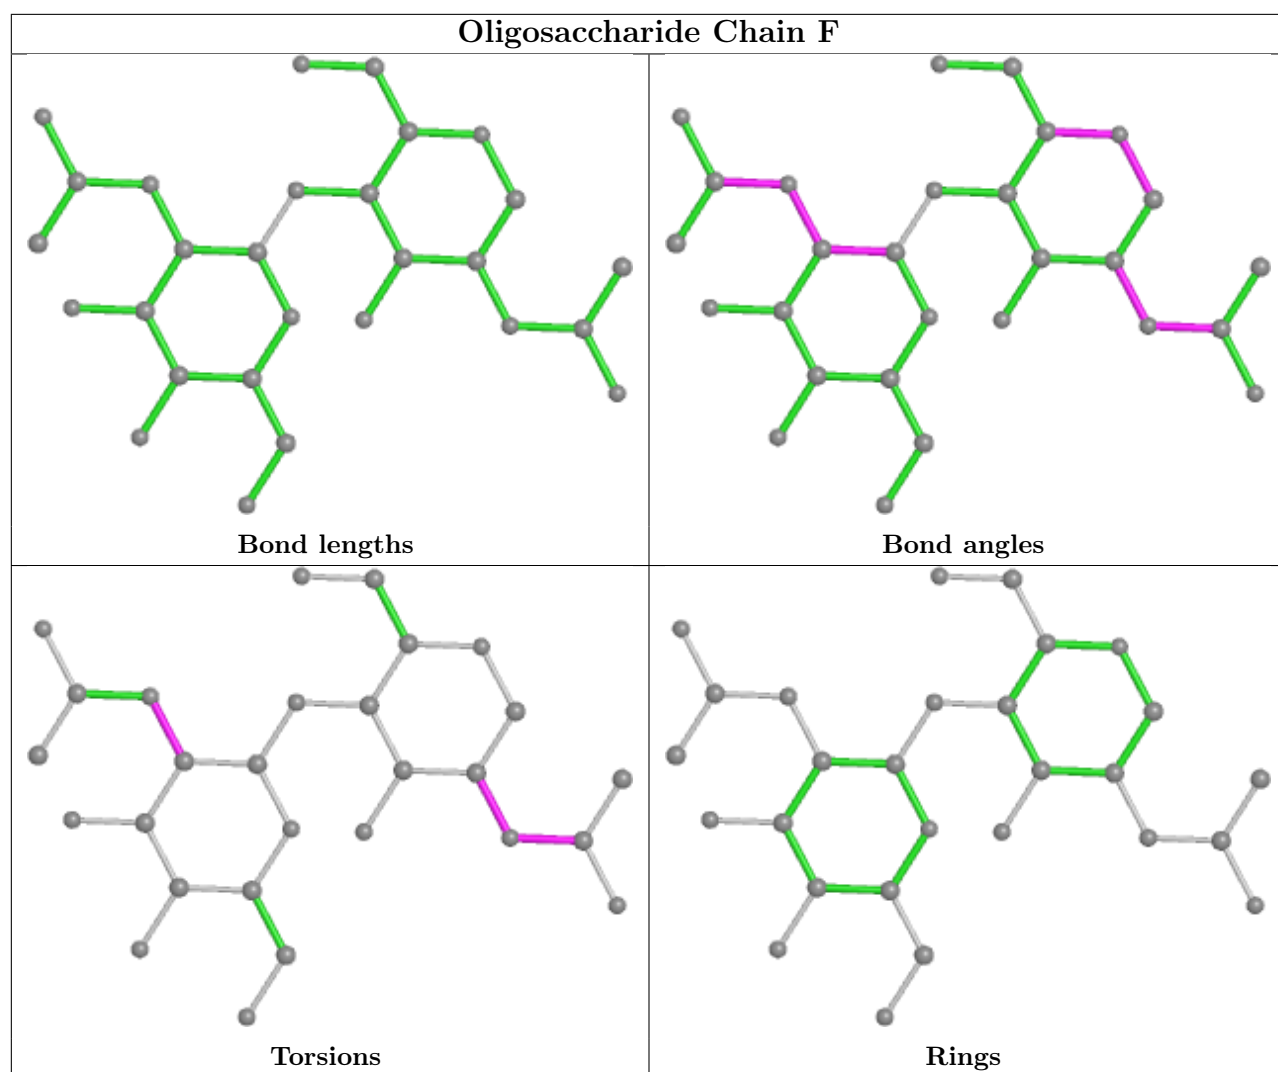 Oligosaccharide Chain F
Bond lengths
Bond angles
Torsions
Rings